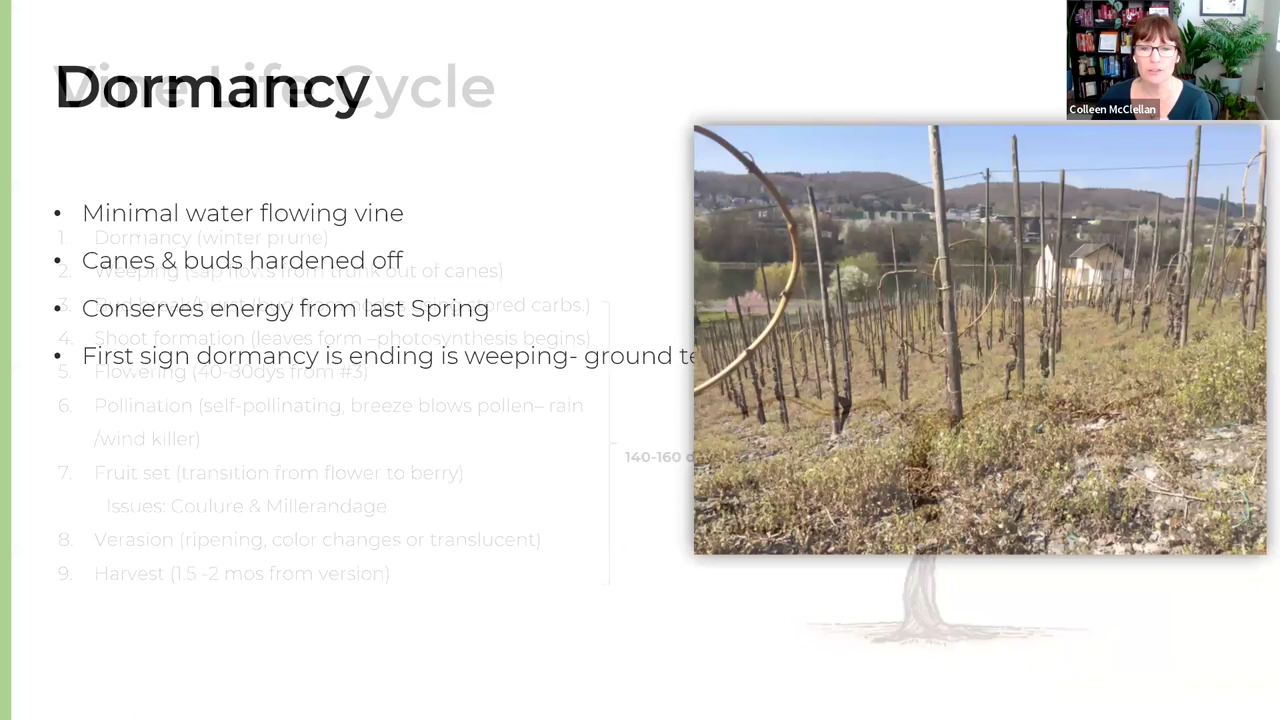 Dormancy
Vine Life Cycle
Colleen McClellan
• Minimal water flowing vine
• Canes & buds hardened off
• Conserves energy from last Spring
• First sign dormancy is ending is weeping- ground te
1 Dormancy (winter prune)
2. Weeping (sap flows from trunk out of canes)
3. stored carbs.)
4. Shoot formation (leaves form –photosynthesis begins)
5. Flowering (40-80dys from #3)
6. Pollination (self-pollinating, breeze blows pollen– rain
/wind killer)
7. Fruit set (transition from flower to berry)
Issues: Coulure & Millerandage
8. Verasion (ripening, color changes or translucent)
9. Harvest (1.5 -2 mos from version)
140-160